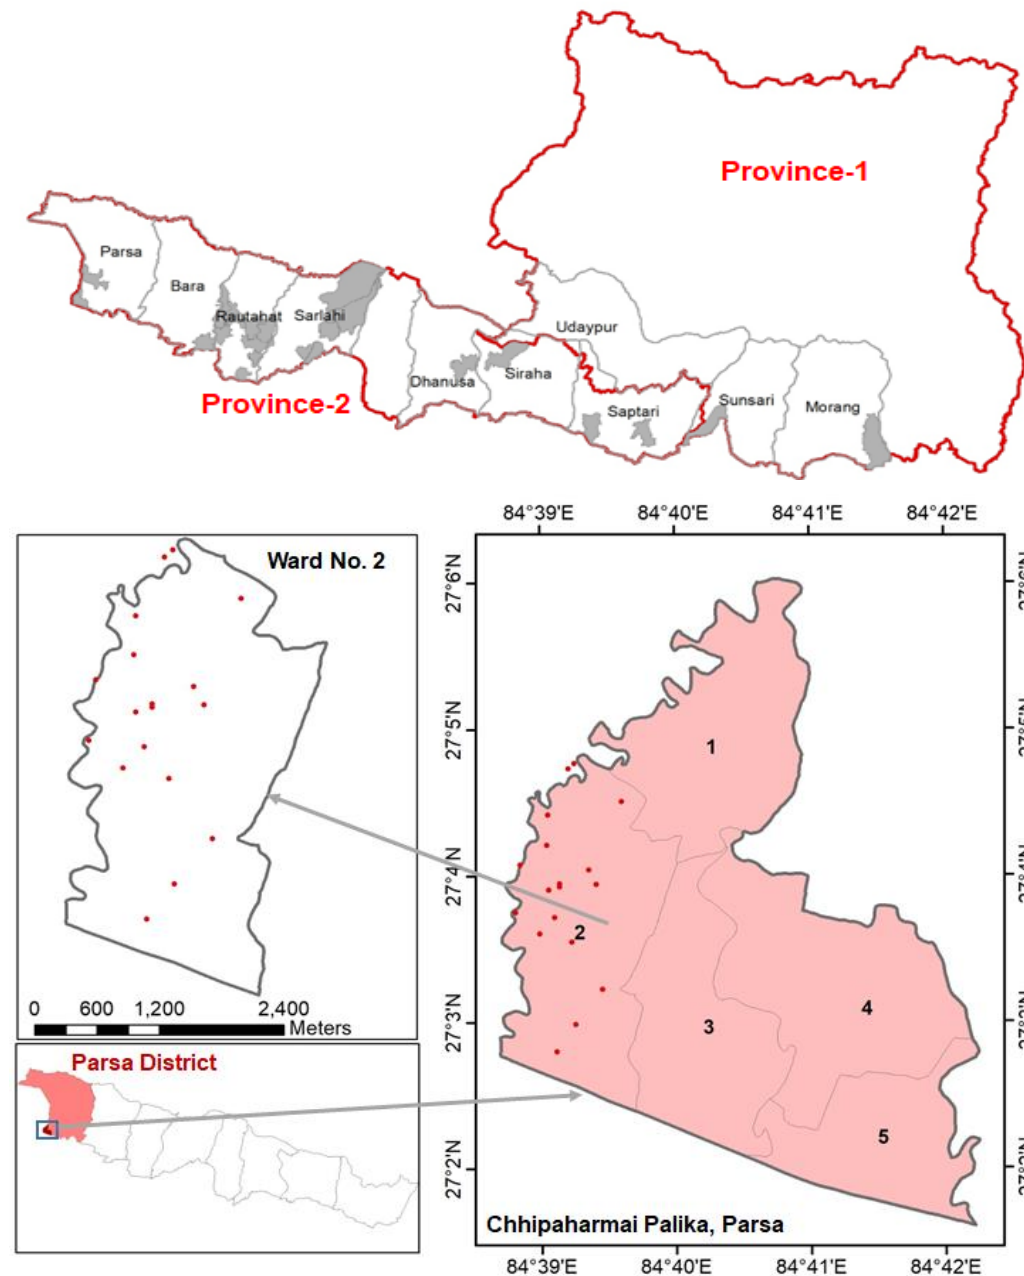 Province-1
Parsa
Bara
Rautahat
Sarlahi
Udaypur
Dhanusa
Siraha
Province-2
Saptari
Sunsari
Morang
Ward No. 2
0 600 1,200 2,400
Meters
Parsa District
84°39'E 84°40'E 84°41'E 84°42'E
27°6'N
27°5'N
27°4'N
27°3'N
27°2'N
1
2
3
4
5
Chhipaharmai Palika, Parsa
84°39'E 84°40'E 84°41'E 84°42'E